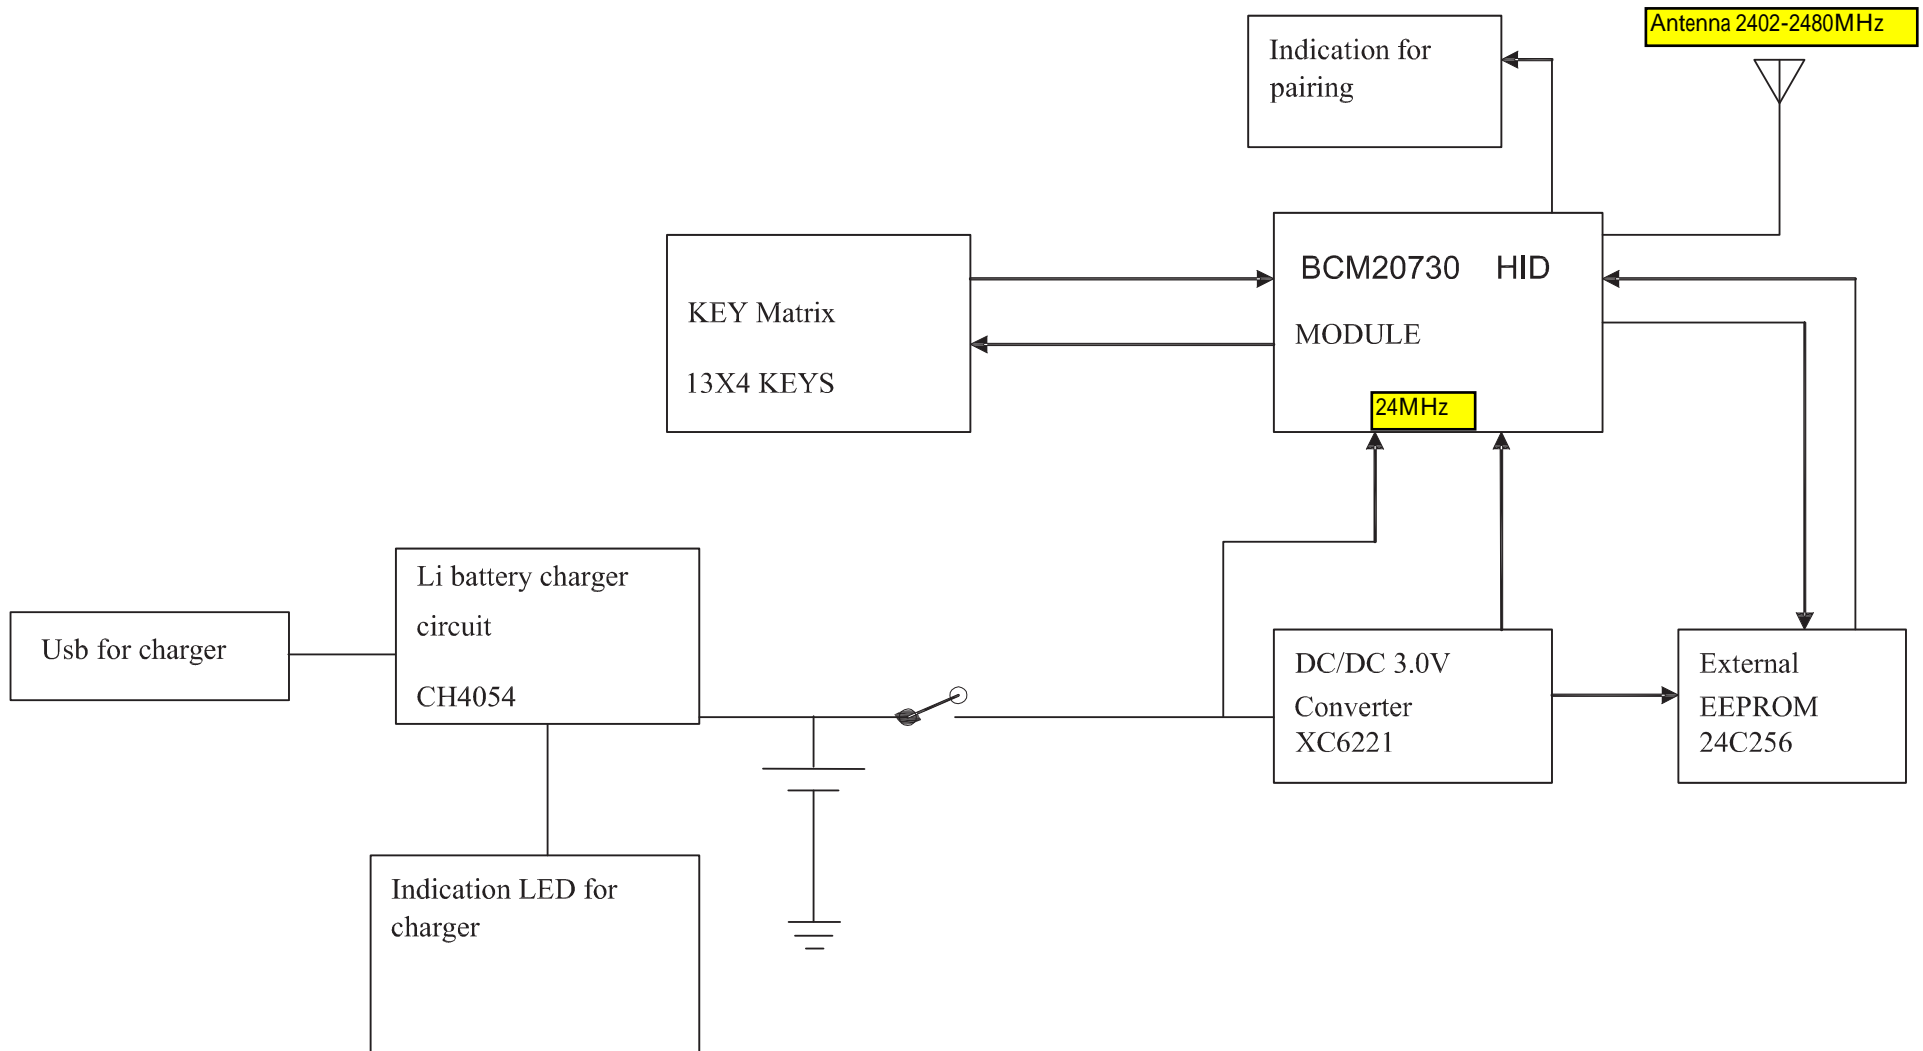 Antenna 2402-2480MHz
Indication for
pairing
BCM20730 HID
MODULE
24MHz
KEY Matrix
13X4 KEYS
Li battery charger
circuit
CH4054
Usb for charger
DC/DC 3.0V
Converter
XC6221
External
EEPROM
24C256
Indication LED for
charger